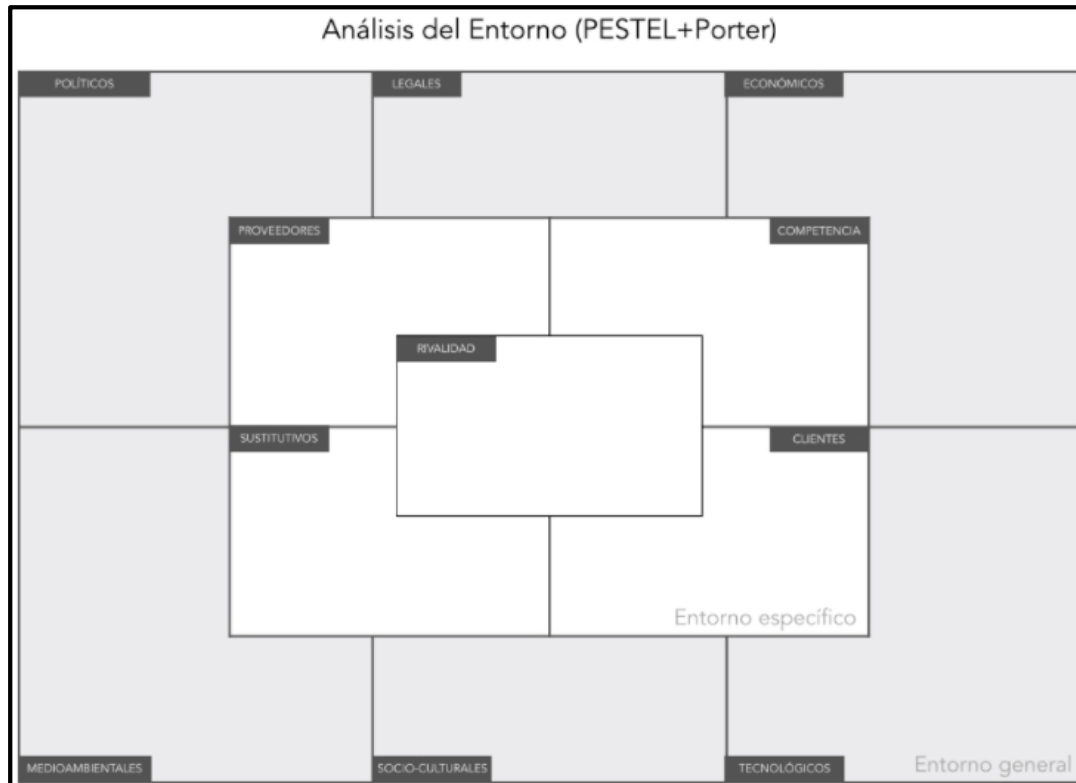 Análisis del Entorno (PESTEL+Porter)
POLÍTICOS
LEGALES
ECONÓMICOS
PROVEEDORES
COMPETENCIA
RIVALIDAD
SUSTITUTIVOS
CLIENTES
Entorno específico
MEDIOAMBIENTALES
SOCIO-CULTURALES
TECNOLÓGICOS
Entorno general